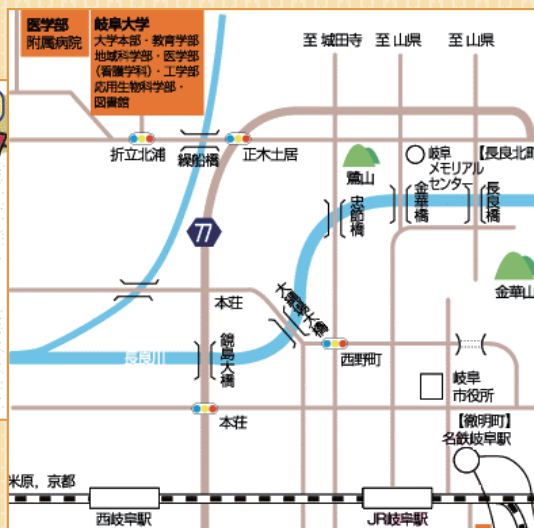 医学部
附属病院
岐阜大学
大学本部・教育学部
地域科学部・医学部
(看護学科)・工学部
応用生物科学部・
図書館
至 城田寺
至 山県
至 山県
折立北浦
繰船橋
正木土居
鷺山
岐阜
メモリアル
センター
【長良北町
忠節橋
金華橋
長良橋
77
金華山
本荘
大縄場大橋
長良川
鏡島大橋
西野町
岐阜
市役所
本荘
【徹明町】
名鉄岐阜駅
米原，京都
西岐阜駅
JR岐阜駅